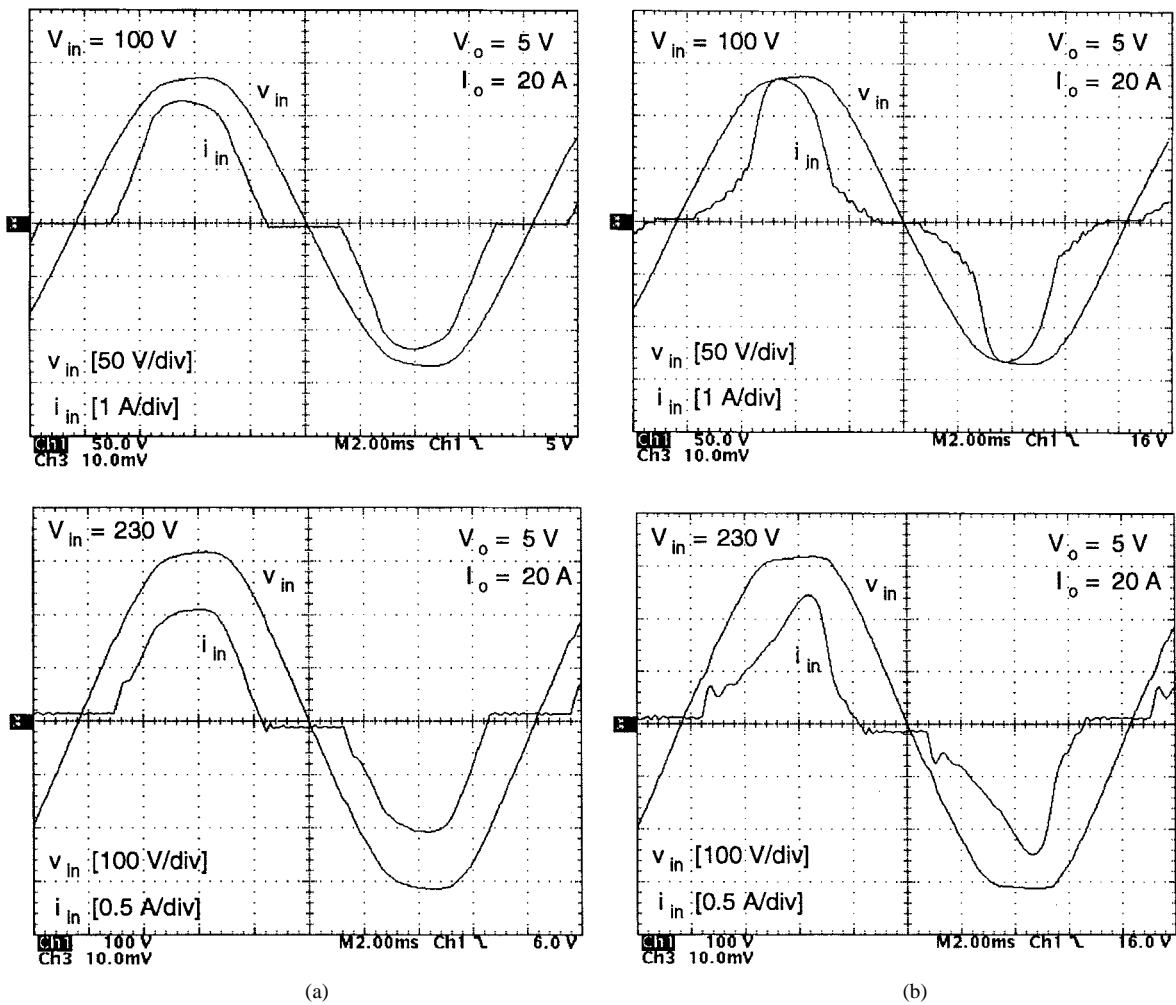 V in = 100 V
V o = 5 V
I o = 20 A
v in
i in
v in [50 V/div]
i in [1 A/div]
Ch1 50.0 V M2.00ms Ch1 5 V
Ch3 10.0mV
V in = 100 V
V o = 5 V
I o = 20 A
v in
i in
v in [50 V/div]
i in [1 A/div]
Ch1 50.0 V M2.00ms Ch1 16 V
Ch3 10.0mV
V in = 230 V
V o = 5 V
I o = 20 A
v in
i in
v in [100 V/div]
i in [0.5 A/div]
Ch1 100 V M2.00ms Ch1 6.0 V
Ch3 10.0mV
V in = 230 V
V o = 5 V
I o = 20 A
v in
i in
v in [100 V/div]
i in [0.5 A/div]
Ch1 100 V M2.00ms Ch1 16.0 V
Ch3 10.0mV
(a)
(b)